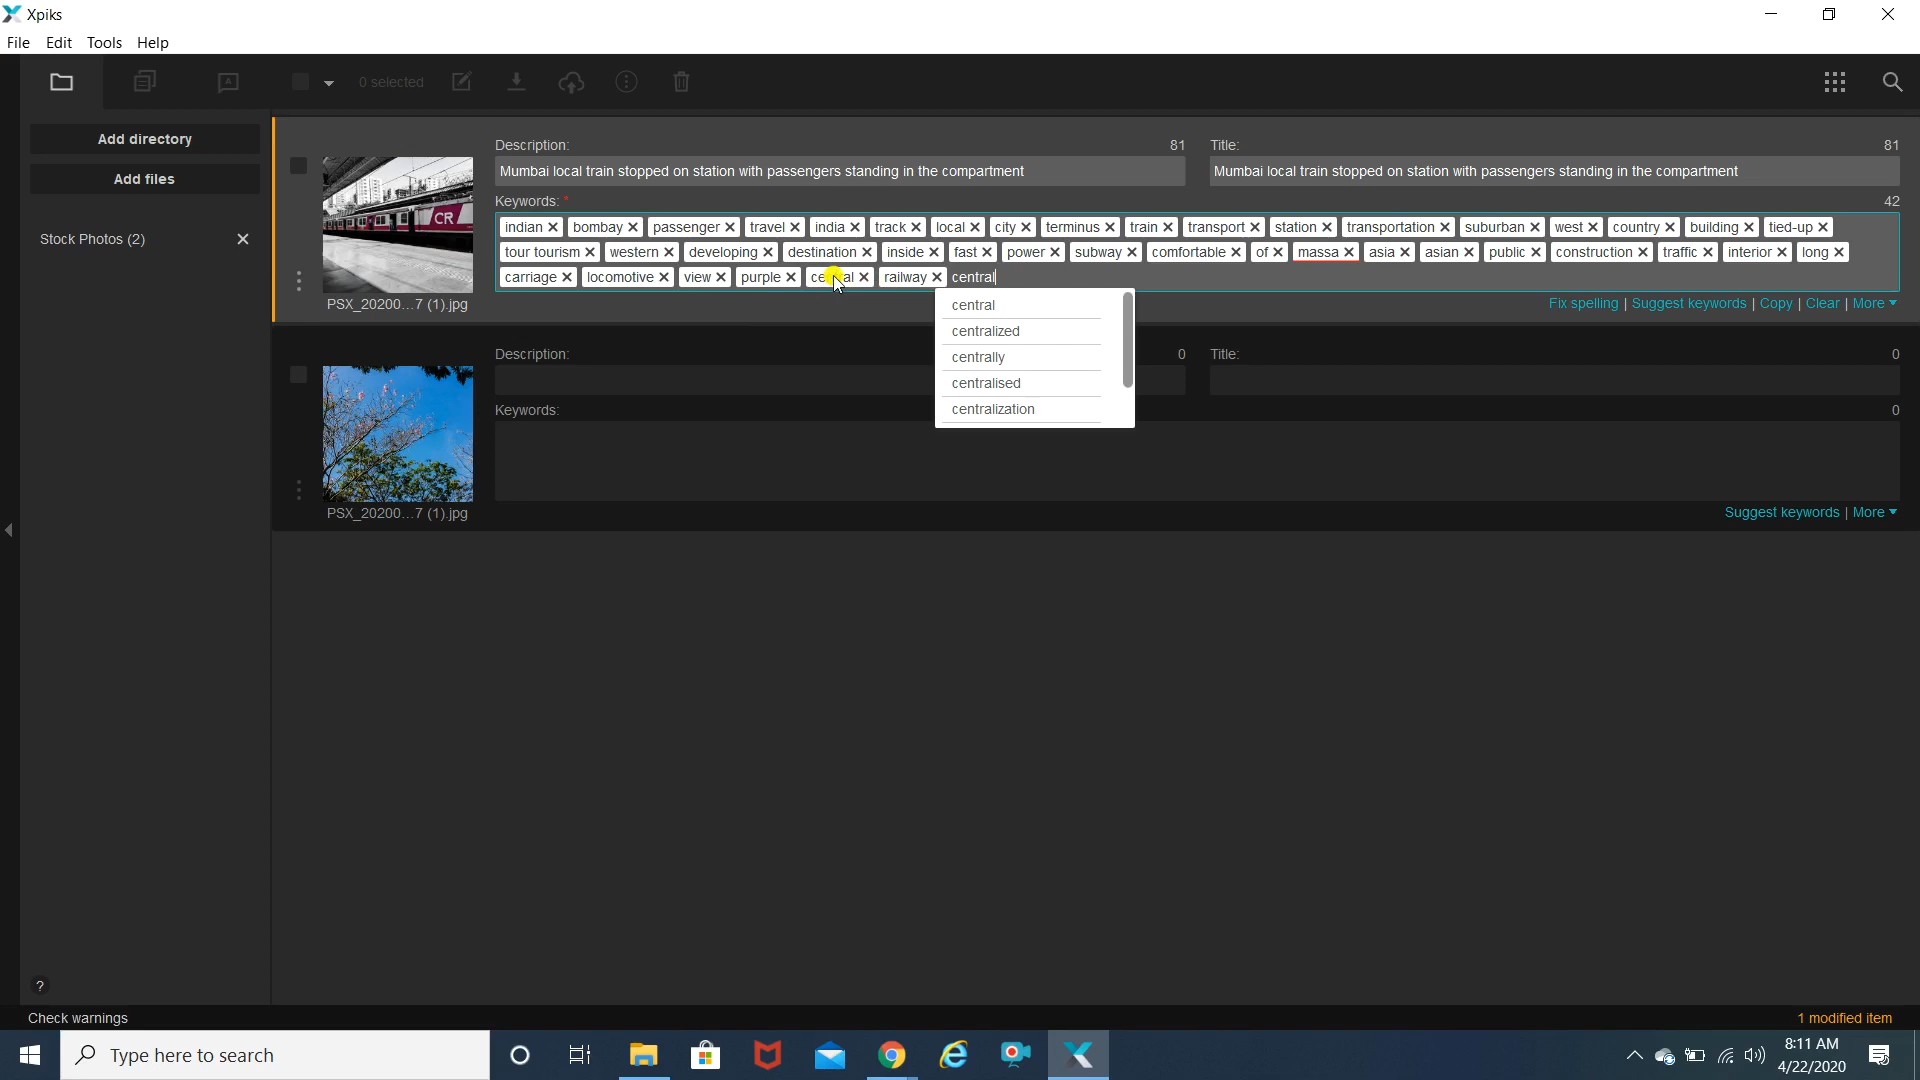 Xpiks
File Edit Tools Help
0 selected
Add directory
Add files
Stock Photos (2)
Description: 81 Title: 81
Mumbai local train stopped on station with passengers standing in the compartment Mumbai local train stopped on station with passengers standing in the compartment
Keywords: * 42
indian bombay passenger travel india track local city terminus train transport station transportation suburban west country building tied-up
tour tourism western developing destination inside fast power subway comfortable of massa asia asian public construction traffic interior long
carriage locomotive view purple central railway central
CR
PSX_20200...7 (1).jpg
Fix spelling | Suggest keywords | Copy | Clear | More
central
centralized
centrally
centralised
centralization
Description: 0 Title: 0
Keywords: 0
PSX_20200...7 (1).jpg
Suggest keywords | More
?
Check warnings 1 modified item
Type here to search
8:11 AM
4/22/2020